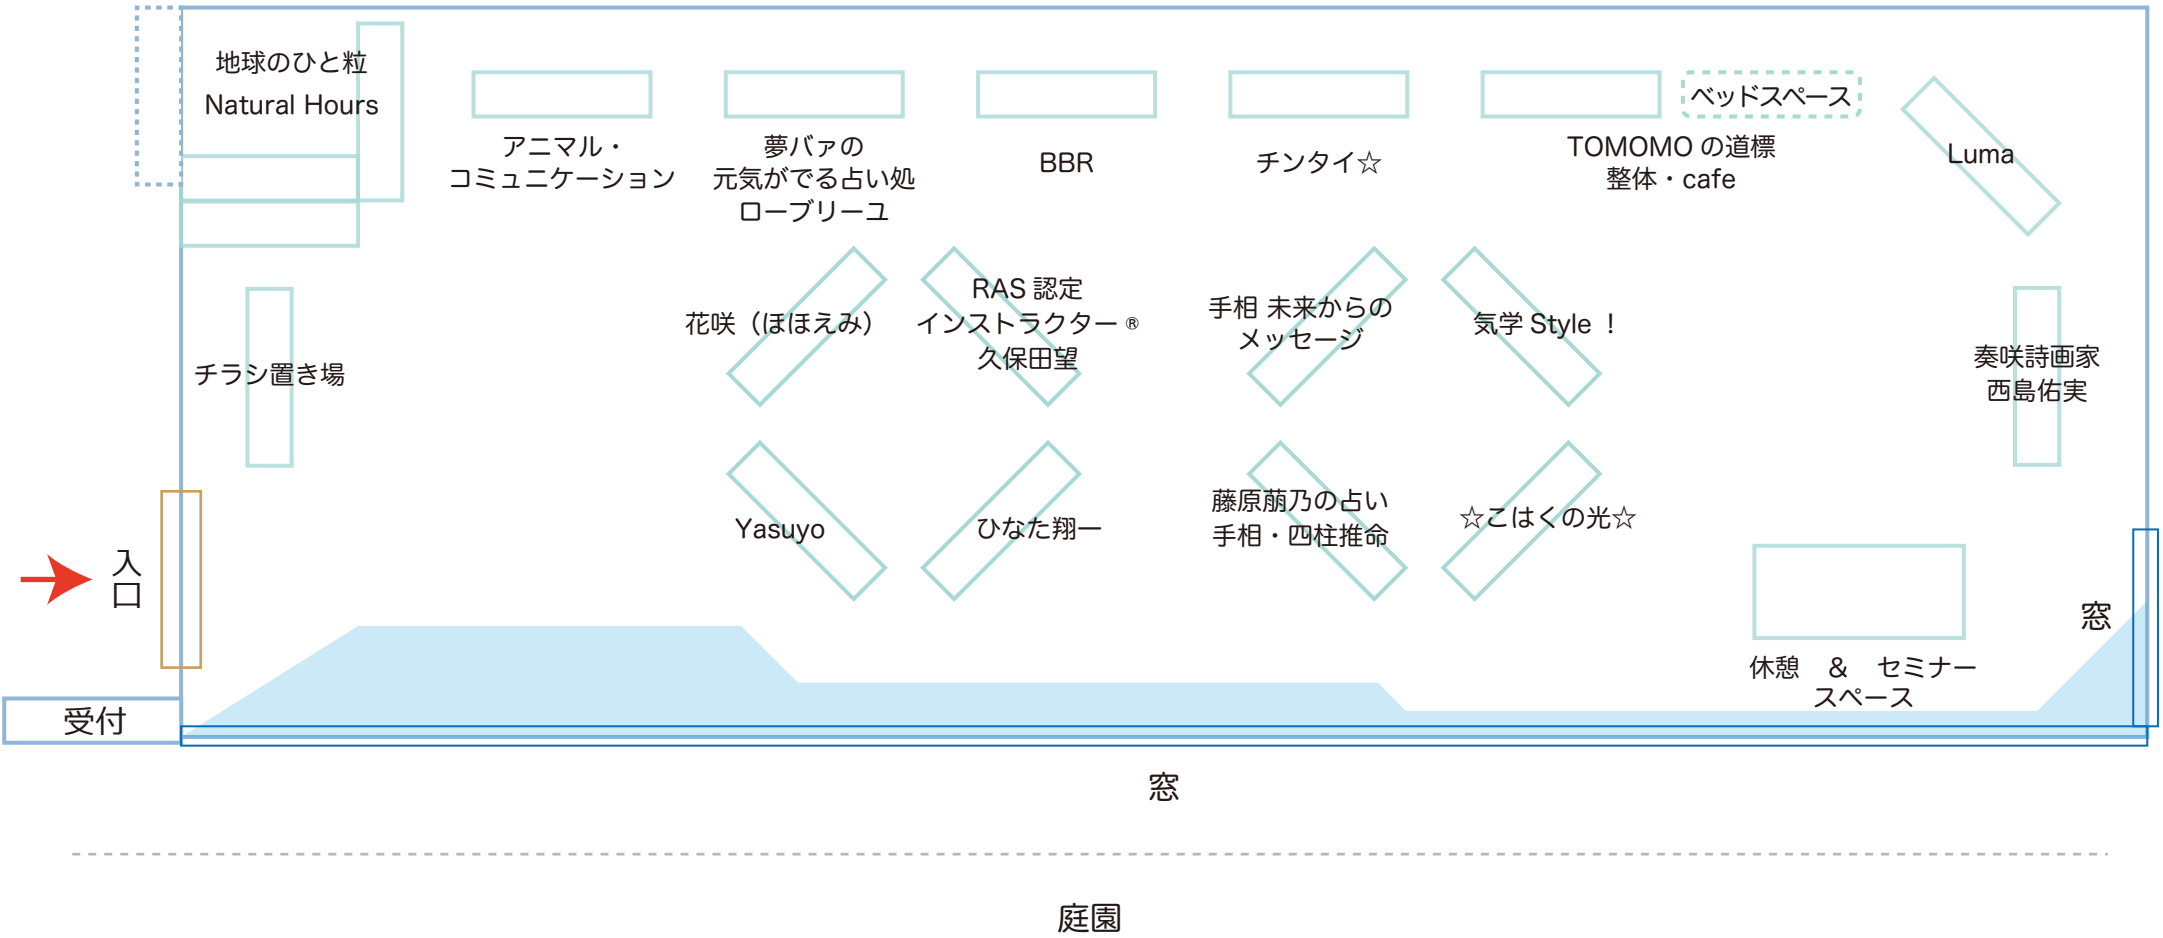 地球のひと粒
Natural Hours
アニマル・
コミュニケーション
夢バァの
元気がでる占い処
ローブリーユ
BBR
チンタイ☆
ベッドスペース
TOMOMO の道標
整体・cafe
Luma
チラシ置き場
花咲（ほほえみ）
RAS 認定
インストラクター ®
久保田望
手相 未来からの
メッセージ
気学 Style ！
奏咲詩画家
西島佑実
Yasuyo
ひなた翔一
藤原萠乃の占い
手相・四柱推命
☆こはくの光☆
入口
受付
休憩　＆　セミナー
スペース
窓
窓
庭園